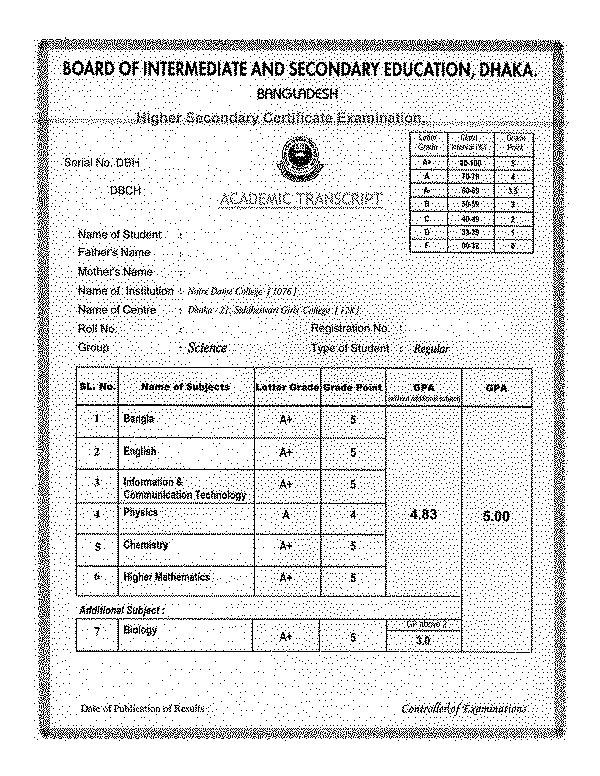 BOARD OF INTERMEDIATE AND SECONDARY EDUCATION, DHAKA.
BANGLADESH
Higher Secondary Certificate Examination.
Serial No. DBH
DBCH
ACADEMIC TRANSCRIPT
Letter Grade Class Interval (%) Grade Point
A+ 80-100 5
A 70-79 4
A- 60-69 3.5
B 50-59 3
C 40-49 2
D 33-39 1
F 00-32 0
Name of Student :
Father's Name :
Mother's Name :
Name of Institution : Notre Dame College [1076]
Name of Centre : Dhaka - 21, Siddheswari Girls' College [128]
Roll No. : Registration No. :
Group : Science Type of Student : Regular
SL. No. Name of Subjects Letter Grade Grade Point GPA (without additional subject) GPA
1 Bangla A+ 5
2 English A+ 5
3 Information & Communication Technology A+ 5
4 Physics A 4 4.83 5.00
5 Chemistry A+ 5
6 Higher Mathematics A+ 5
Additional Subject :
7 Biology A+ 5 GP above 2 3.0
Date of Publication of Results :
Controller of Examinations